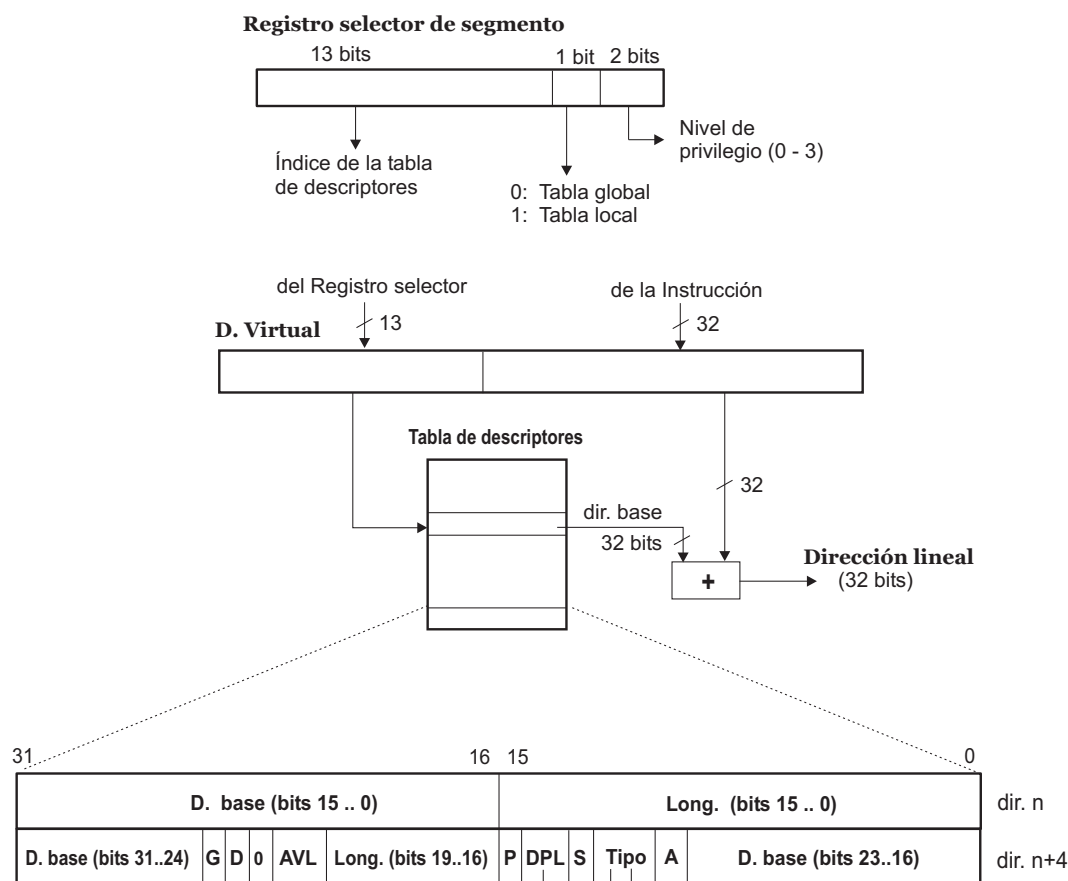 Registro selector de segmento
13 bits 1 bit 2 bits
Nivel de
privilegio (0 - 3)
Índice de la tabla
de descriptores
0: Tabla global
1: Tabla local
del Registro selector
de la Instrucción
D. Virtual
13
32
Tabla de descriptores
32
dir. base
32 bits
Dirección lineal
+
(32 bits)
31 16 15 0
D. base (bits 15 .. 0) Long. (bits 15 .. 0) dir. n
D. base (bits 31..24) G D 0 AVL Long. (bits 19..16) P DPL S Tipo A D. base (bits 23..16) dir. n+4